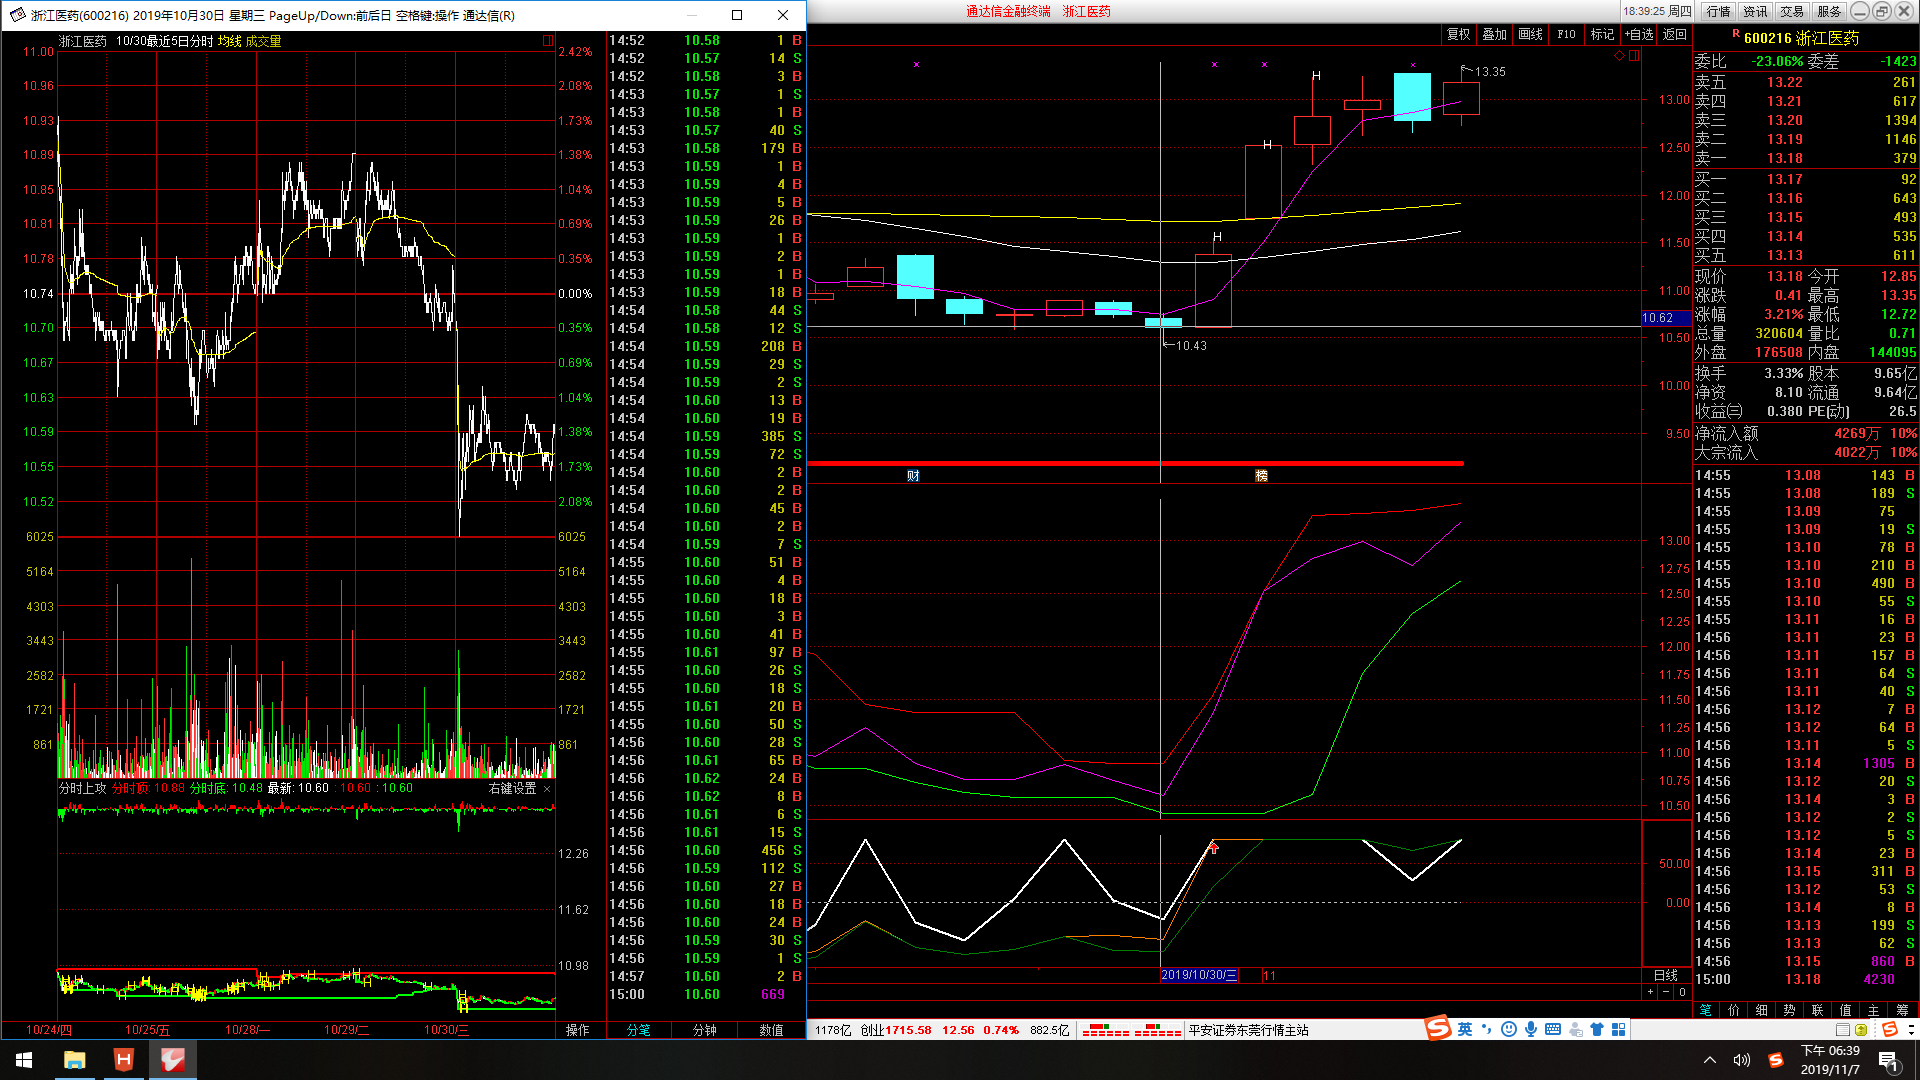 浙江医药(600216) 2019年10月30日 星期三 PageUp/Down:前后日 空格键:操作 通达信(R)
通达信金融终端 浙江医药
18:39:25 周四 行情 资讯 交易 服务
浙江医药 10/30最近5日分时 均线 成交量
复权 叠加 画线 F10 标记 +自选 返回
R 600216 浙江医药
11.00 2.42%
10.96 2.08%
10.93 1.73%
10.89 1.38%
10.85 1.04%
10.81 0.69%
10.78 0.35%
10.74 0.00%
10.70 0.35%
10.67 0.69%
10.63 1.04%
10.59 1.38%
10.55 1.73%
10.52 2.08%
6025 6025
5164 5164
4303 4303
3443 3443
2582 2582
1721 1721
861 861
分时上攻 分时顶: 10.88 分时底: 10.48 最新: 10.60 : 10.60 : 10.60 右键设置 ×
12.26
11.62
10.98
10/24/四 10/25/五 10/28/一 10/29/二 10/30/三 操作
14:52 10.58 1 B
14:52 10.57 14 S
14:52 10.58 3 B
14:53 10.57 1 S
14:53 10.58 1 B
14:53 10.57 40 S
14:53 10.58 179 B
14:53 10.59 1 B
14:53 10.59 4 B
14:53 10.59 5 B
14:53 10.59 26 B
14:53 10.59 1 B
14:53 10.59 2 B
14:53 10.59 1 B
14:53 10.59 18 B
14:54 10.58 44 S
14:54 10.58 12 S
14:54 10.59 208 B
14:54 10.59 29 S
14:54 10.59 2 S
14:54 10.60 13 B
14:54 10.60 19 B
14:54 10.59 385 S
14:54 10.59 72 S
14:54 10.60 2 B
14:54 10.60 2 B
14:54 10.60 45 B
14:54 10.60 2 B
14:54 10.59 7 S
14:55 10.60 51 B
14:55 10.60 4 B
14:55 10.60 18 B
14:55 10.60 3 B
14:55 10.60 41 B
14:55 10.61 97 B
14:55 10.60 26 S
14:55 10.60 18 S
14:55 10.61 20 B
14:55 10.60 50 S
14:56 10.60 28 S
14:56 10.61 65 B
14:56 10.62 24 B
14:56 10.62 8 B
14:56 10.61 6 S
14:56 10.61 15 S
14:56 10.60 456 S
14:56 10.59 112 S
14:56 10.60 27 B
14:56 10.60 18 B
14:56 10.60 24 B
14:56 10.59 30 S
14:56 10.59 1 S
14:57 10.60 2 B
15:00 10.60 669
分笔 分钟 数值
13.35
H
H
H
10.43
财 榜
13.00
12.50
12.00
11.50
11.00
10.62
10.50
10.00
9.50
13.00
12.75
12.50
12.25
12.00
11.75
11.50
11.25
11.00
10.75
10.50
50.00
0.00
2019/10/30/三 11 日线
+ - 0
委比 -23.06% 委差 -1423
卖五 13.22 261
卖四 13.21 617
卖三 13.20 1394
卖二 13.19 1146
卖一 13.18 379
买一 13.17 92
买二 13.16 643
买三 13.15 493
买四 13.14 535
买五 13.13 611
现价 13.18 今开 12.85
涨跌 0.41 最高 13.35
涨幅 3.21% 最低 12.72
总量 320604 量比 0.71
外盘 176508 内盘 144095
换手 3.33% 股本 9.65亿
净资 8.10 流通 9.64亿
收益㈢ 0.380 PE(动) 26.5
净流入额 4269万 10%
大宗流入 4022万 10%
14:55 13.08 143 B
14:55 13.08 189 S
14:55 13.09 75
14:55 13.09 19 S
14:55 13.10 78 B
14:55 13.10 210 B
14:55 13.10 490 B
14:55 13.10 55 S
14:55 13.11 16 B
14:56 13.11 23 B
14:56 13.11 157 B
14:56 13.11 64 S
14:56 13.11 40 S
14:56 13.12 7 B
14:56 13.12 64 B
14:56 13.11 5 S
14:56 13.14 1305 B
14:56 13.12 20 S
14:56 13.14 3 B
14:56 13.12 2 S
14:56 13.12 5 S
14:56 13.14 23 B
14:56 13.15 311 B
14:56 13.12 53 S
14:56 13.14 8 B
14:56 13.13 199 S
14:56 13.13 62 S
14:56 13.15 860 B
15:00 13.18 4230
笔 价 细 势 联 值 主 筹
1178亿 创业1715.58 12.56 0.74% 882.5亿 平安证券东莞行情主站
英
下午 06:39
2019/11/7
1